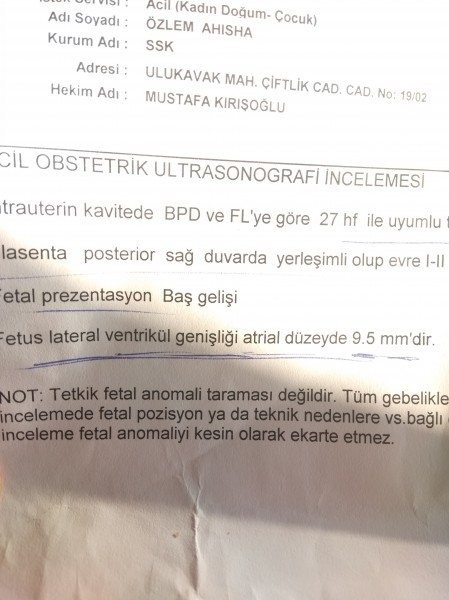 Servisi : Acil (Kadın Doğum- Çocuk)
Adı Soyadı : ÖZLEM AHISHA
Kurum Adı : SSK
Adresi : ULUKAVAK MAH. ÇİFTLİK CAD. CAD. No: 19/02
Hekim Adı : MUSTAFA KIRIŞOĞLU
CİL OBSTETRİK ULTRASONOGRAFİ İNCELEMESİ
ntrauterin kavitede BPD ve FL'ye göre 27 hf ile uyumlu f
lasenta posterior sağ duvarda yerleşimli olup evre I-II
Fetal prezentasyon Baş gelişi
Fetus lateral ventrikül genişliği atrial düzeyde 9.5 mm'dir.
NOT: Tetkik fetal anomali taraması değildir. Tüm gebelikle
incelemede fetal pozisyon ya da teknik nedenlere vs.bağlı
inceleme fetal anomaliyi kesin olarak ekarte etmez.